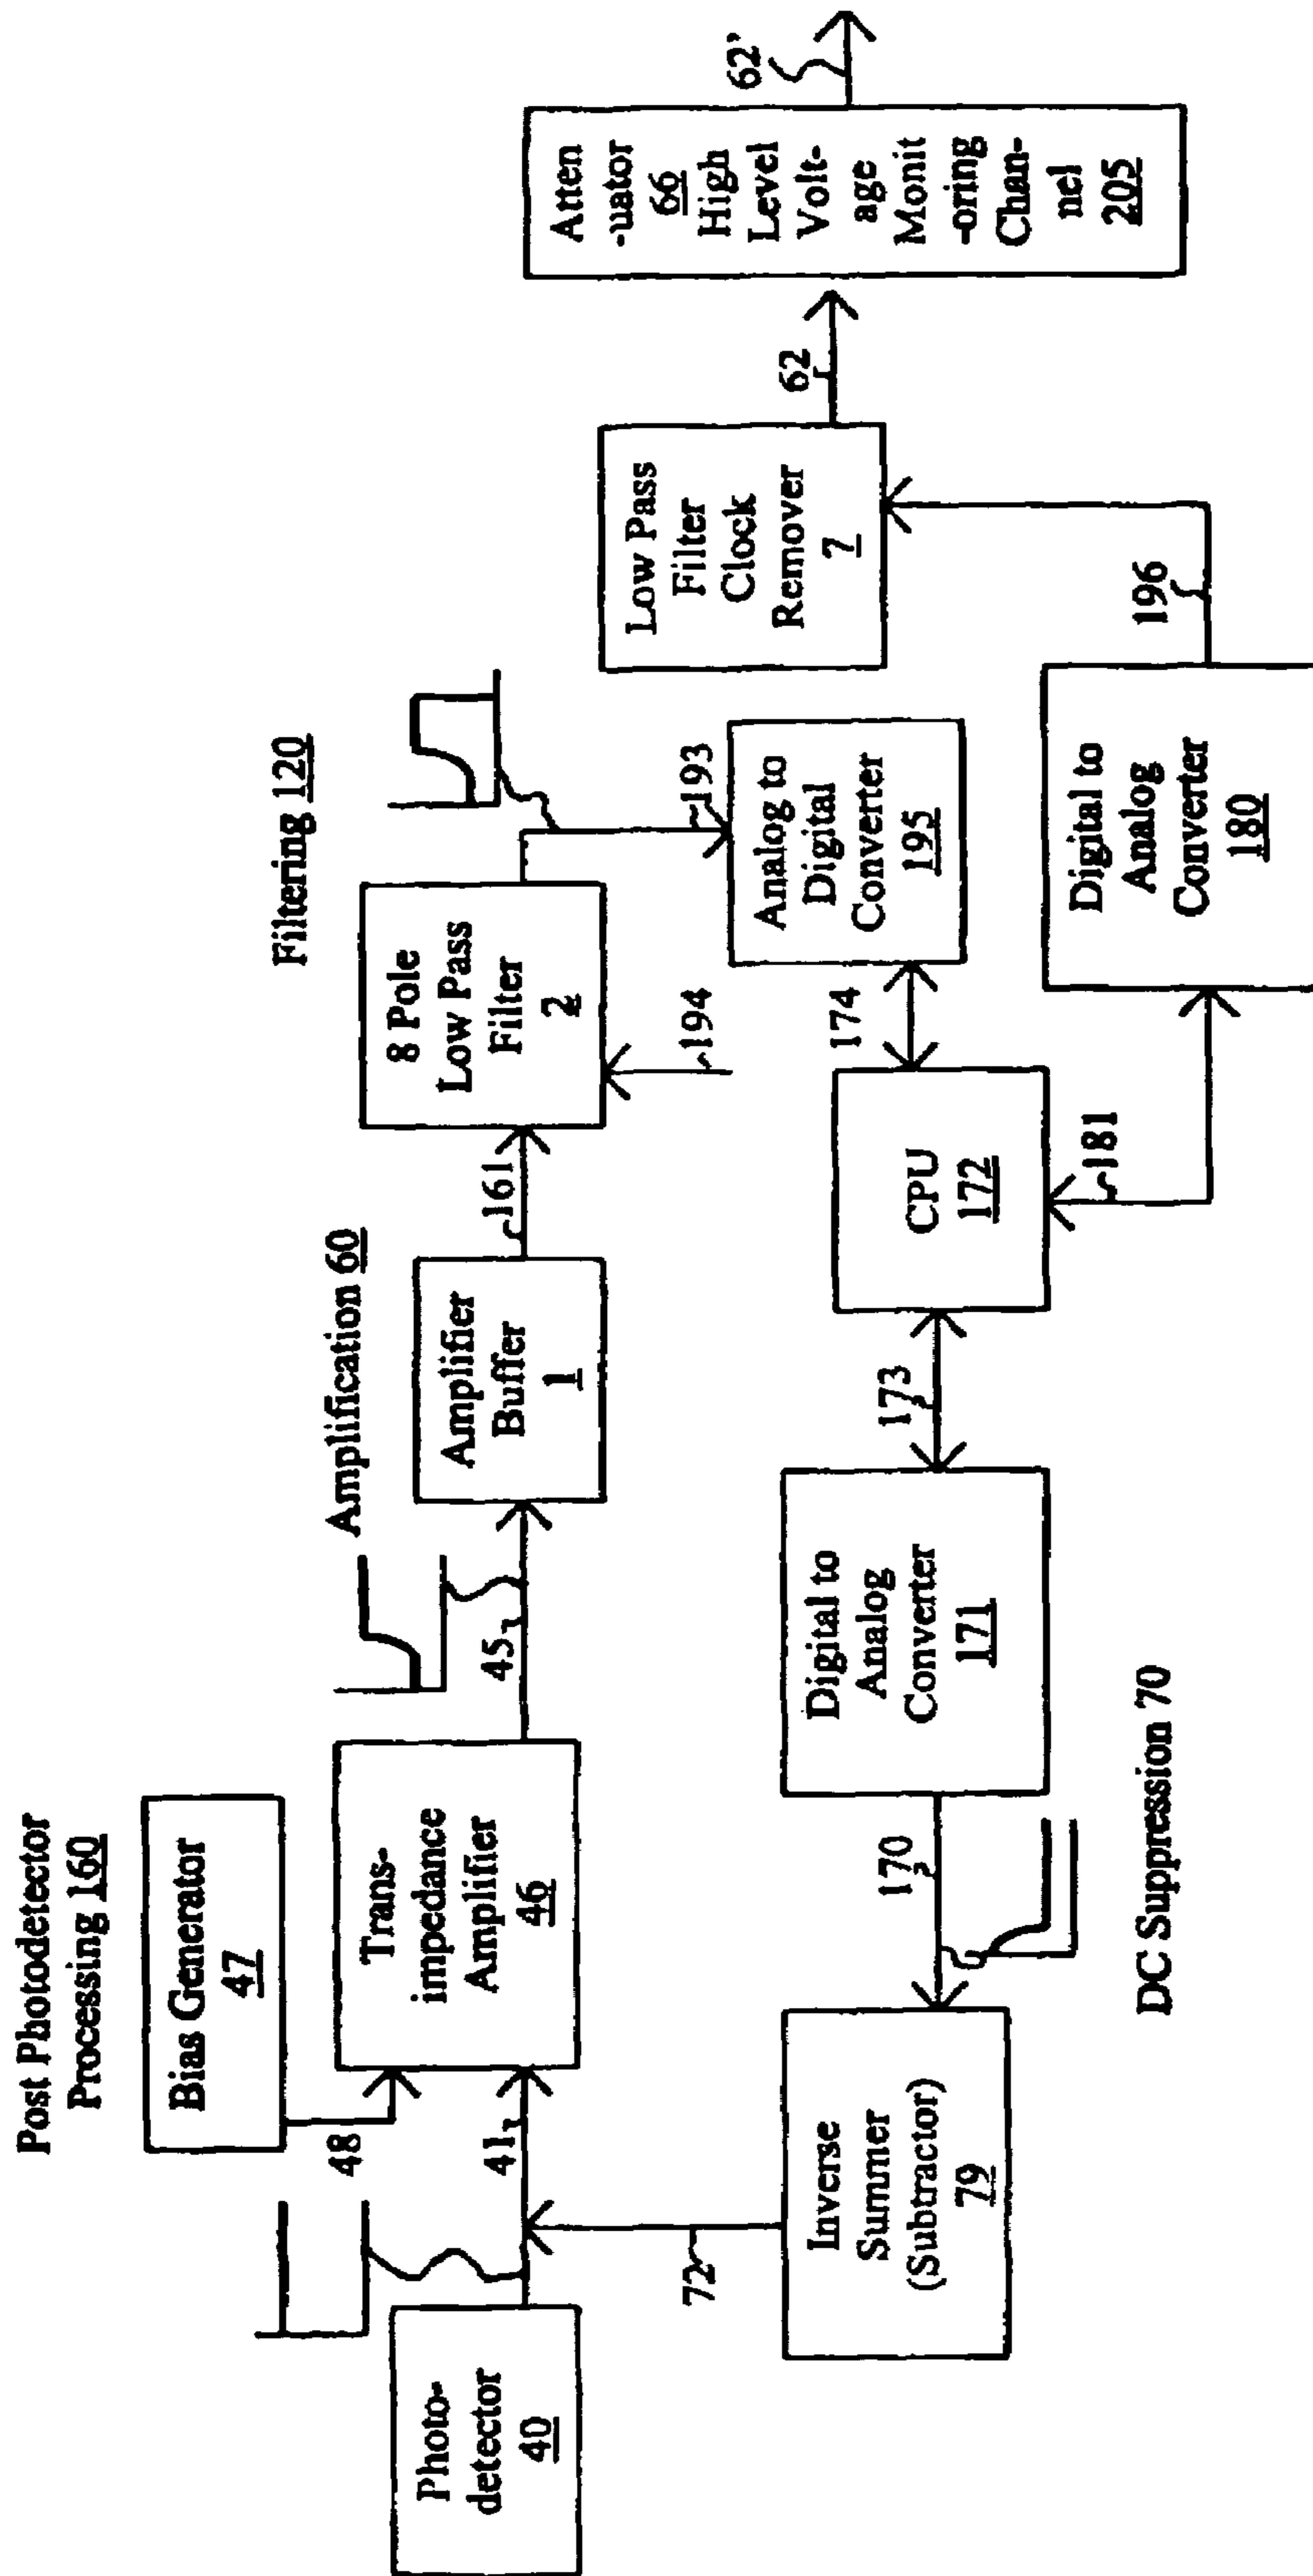 Post Photodetector
Processing 160
Bias Generator
47
48
Photo-
detector
40
41
Trans-
impedance
Amplifier
46
45
Amplification 60
Amplifier
Buffer
1
161
Filtering 120
8 Pole
Low Pass
Filter
2
194
193
Analog to
Digital
Converter
195
174
CPU
172
181
173
Digital to
Analog
Converter
171
170
DC Suppression 70
Inverse
Summer
(Subtractor)
79
72
Digital to
Analog
Converter
180
196
Low Pass
Filter
Clock
Remover
7
62
Atten
-uator
66
High
Level
Volt-
age
Monit
-oring
Chan-
nel
205
62'